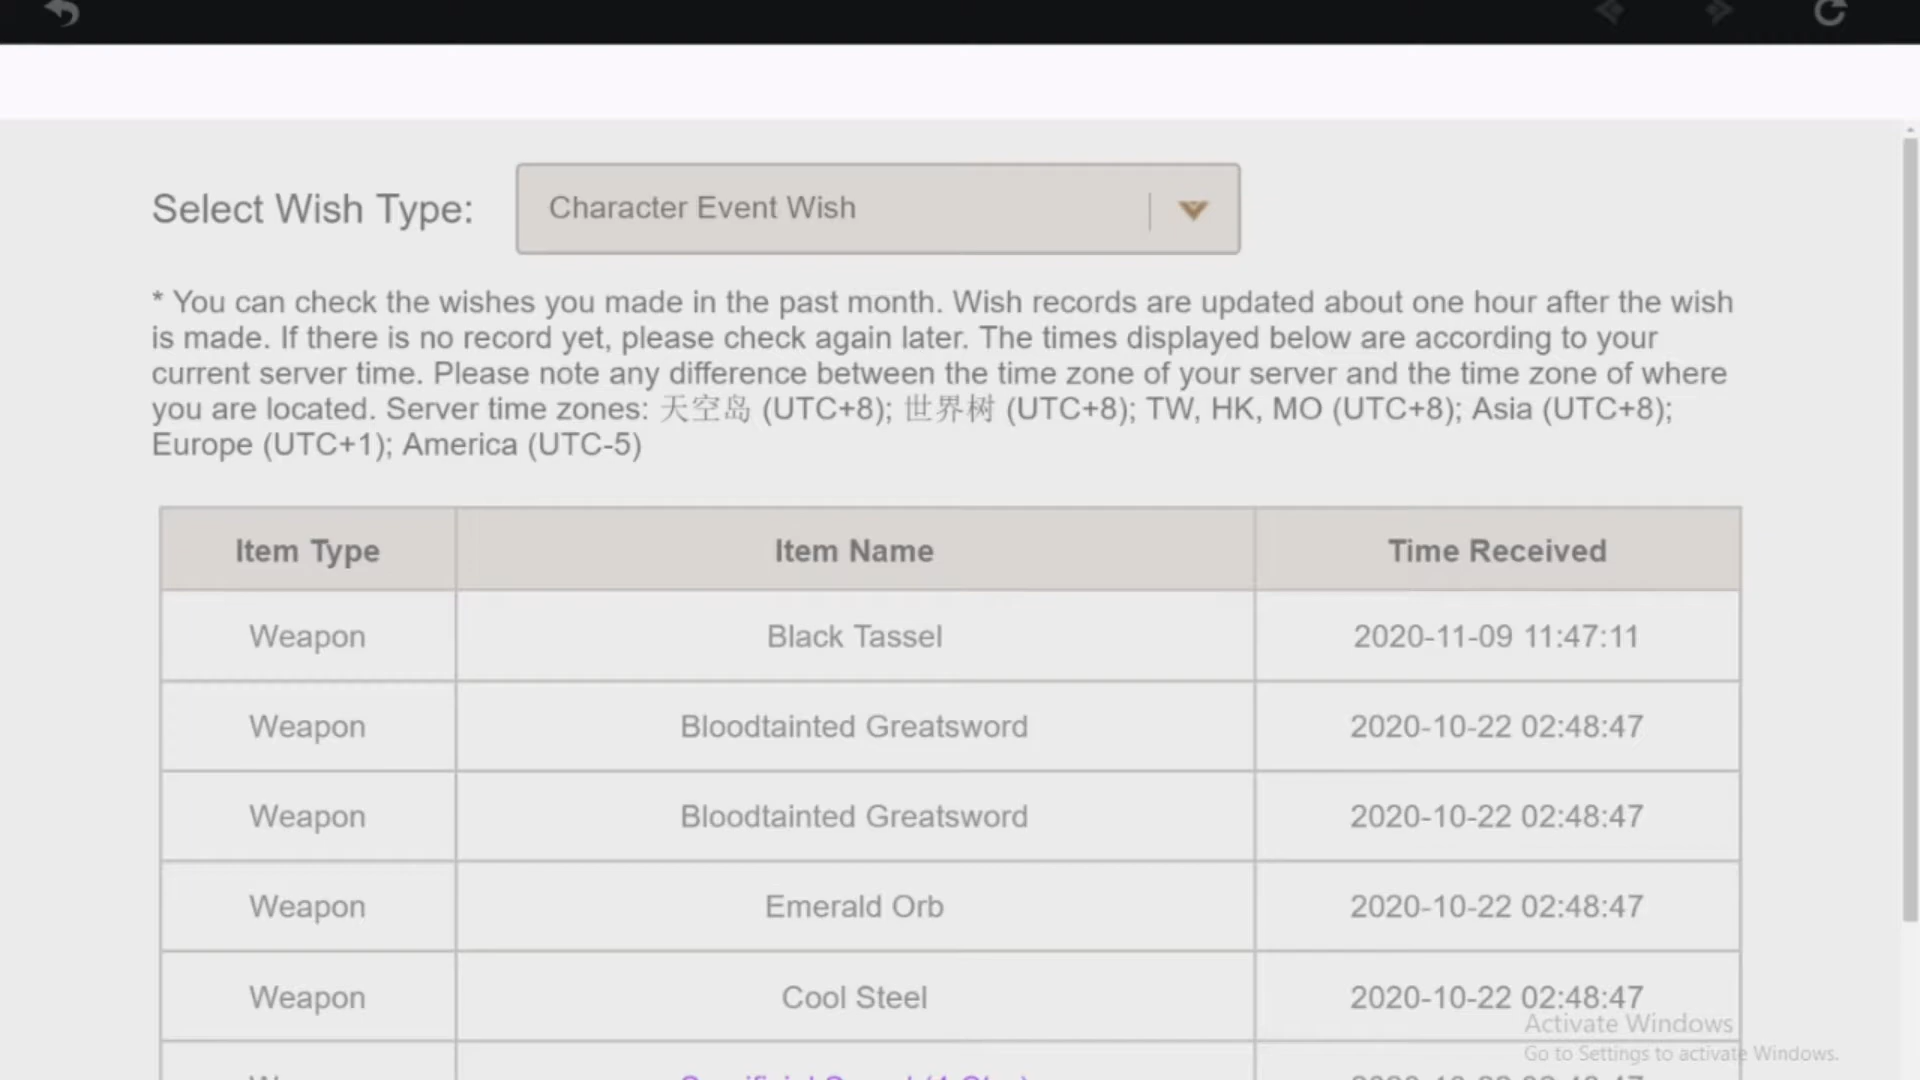 Select Wish Type: Character Event Wish
* You can check the wishes you made in the past month. Wish records are updated about one hour after the wish
is made. If there is no record yet, please check again later. The times displayed below are according to your
current server time. Please note any difference between the time zone of your server and the time zone of where
you are located. Server time zones: 天空岛 (UTC+8); 世界树 (UTC+8); TW, HK, MO (UTC+8); Asia (UTC+8);
Europe (UTC+1); America (UTC-5)
Item Type Item Name Time Received
Weapon Black Tassel 2020-11-09 11:47:11
Weapon Bloodtainted Greatsword 2020-10-22 02:48:47
Weapon Bloodtainted Greatsword 2020-10-22 02:48:47
Weapon Emerald Orb 2020-10-22 02:48:47
Weapon Cool Steel 2020-10-22 02:48:47
Activate Windows
Go to Settings to activate Windows.